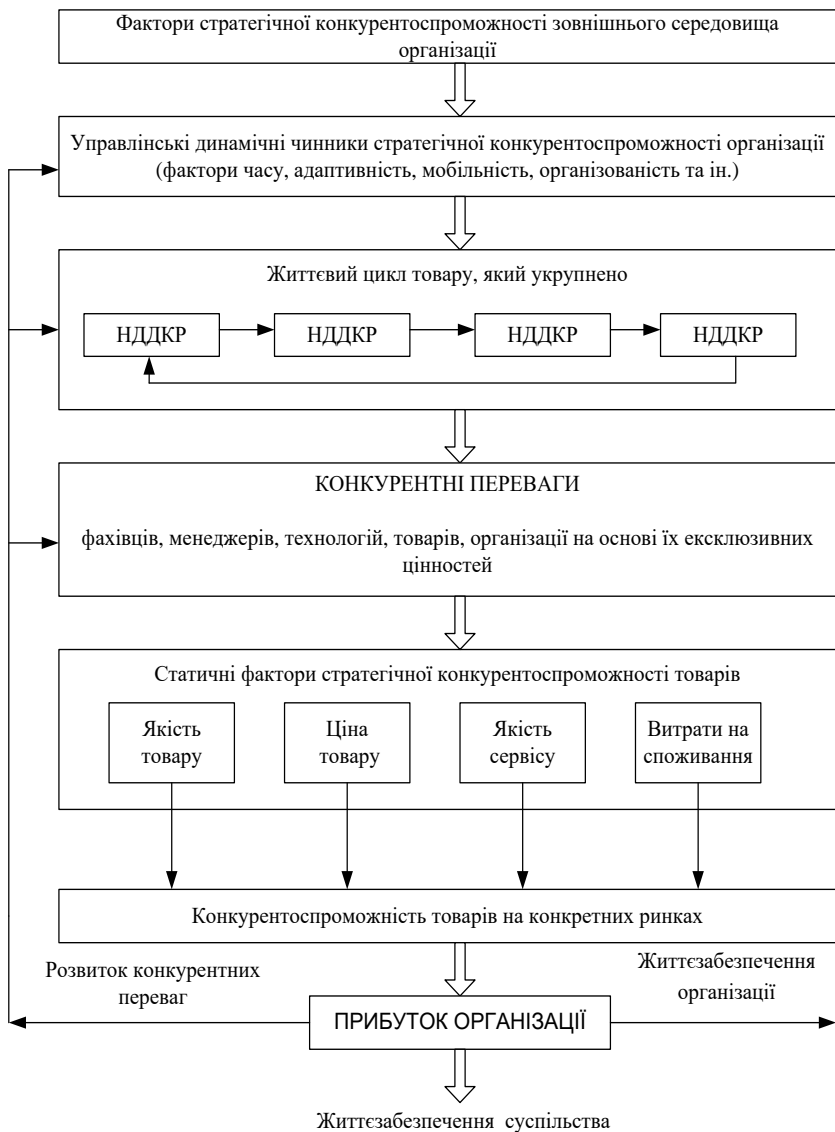 Фактори стратегічної конкурентоспроможності зовнішнього середовища
організації
Управлінські динамічні чинники стратегічної конкурентоспроможності організації
(фактори часу, адаптивність, мобільність, організованість та ін.)
Життєвий цикл товару, який укрупнено
НДДКР
НДДКР
НДДКР
НДДКР
КОНКУРЕНТНІ ПЕРЕВАГИ
фахівців, менеджерів, технологій, товарів, організації на основі їх ексклюзивних
цінностей
Статичні фактори стратегічної конкурентоспроможності товарів
Якість
товару
Ціна
товару
Якість
сервісу
Витрати на
споживання
Конкурентоспроможність товарів на конкретних ринках
Розвиток конкурентних
переваг
Життєзабезпечення
організації
ПРИБУТОК ОРГАНІЗАЦІЇ
Життєзабезпечення суспільства